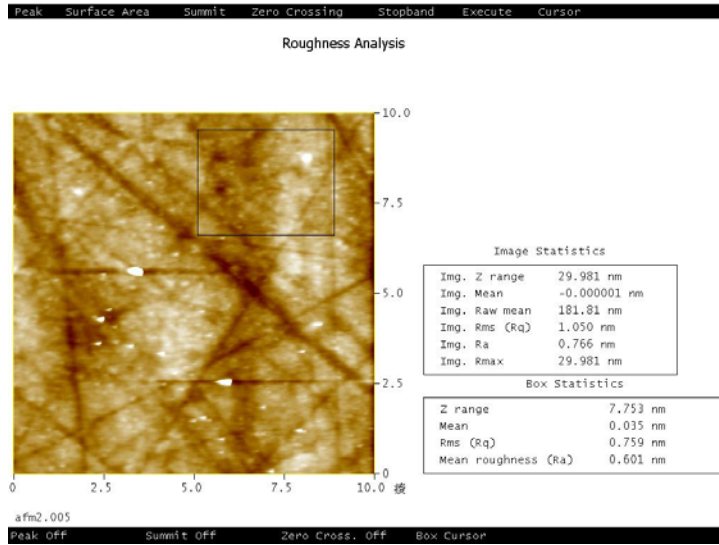 Peak Surface Area Summit Zero Crossing Stopband Execute Cursor
Roughness Analysis
10.0
7.5
5.0
2.5
0
0 2.5 5.0 7.5 10.0 稜
Image Statistics
Img. Z range 29.981 nm
Img. Mean -0.000001 nm
Img. Raw mean 181.81 nm
Img. Rms (Rq) 1.050 nm
Img. Ra 0.766 nm
Img. Rmax 29.981 nm
Box Statistics
Z range 7.753 nm
Mean 0.035 nm
Rms (Rq) 0.759 nm
Mean roughness (Ra) 0.601 nm
afm2.005
Peak Off Summit Off Zero Cross. Off Box Cursor